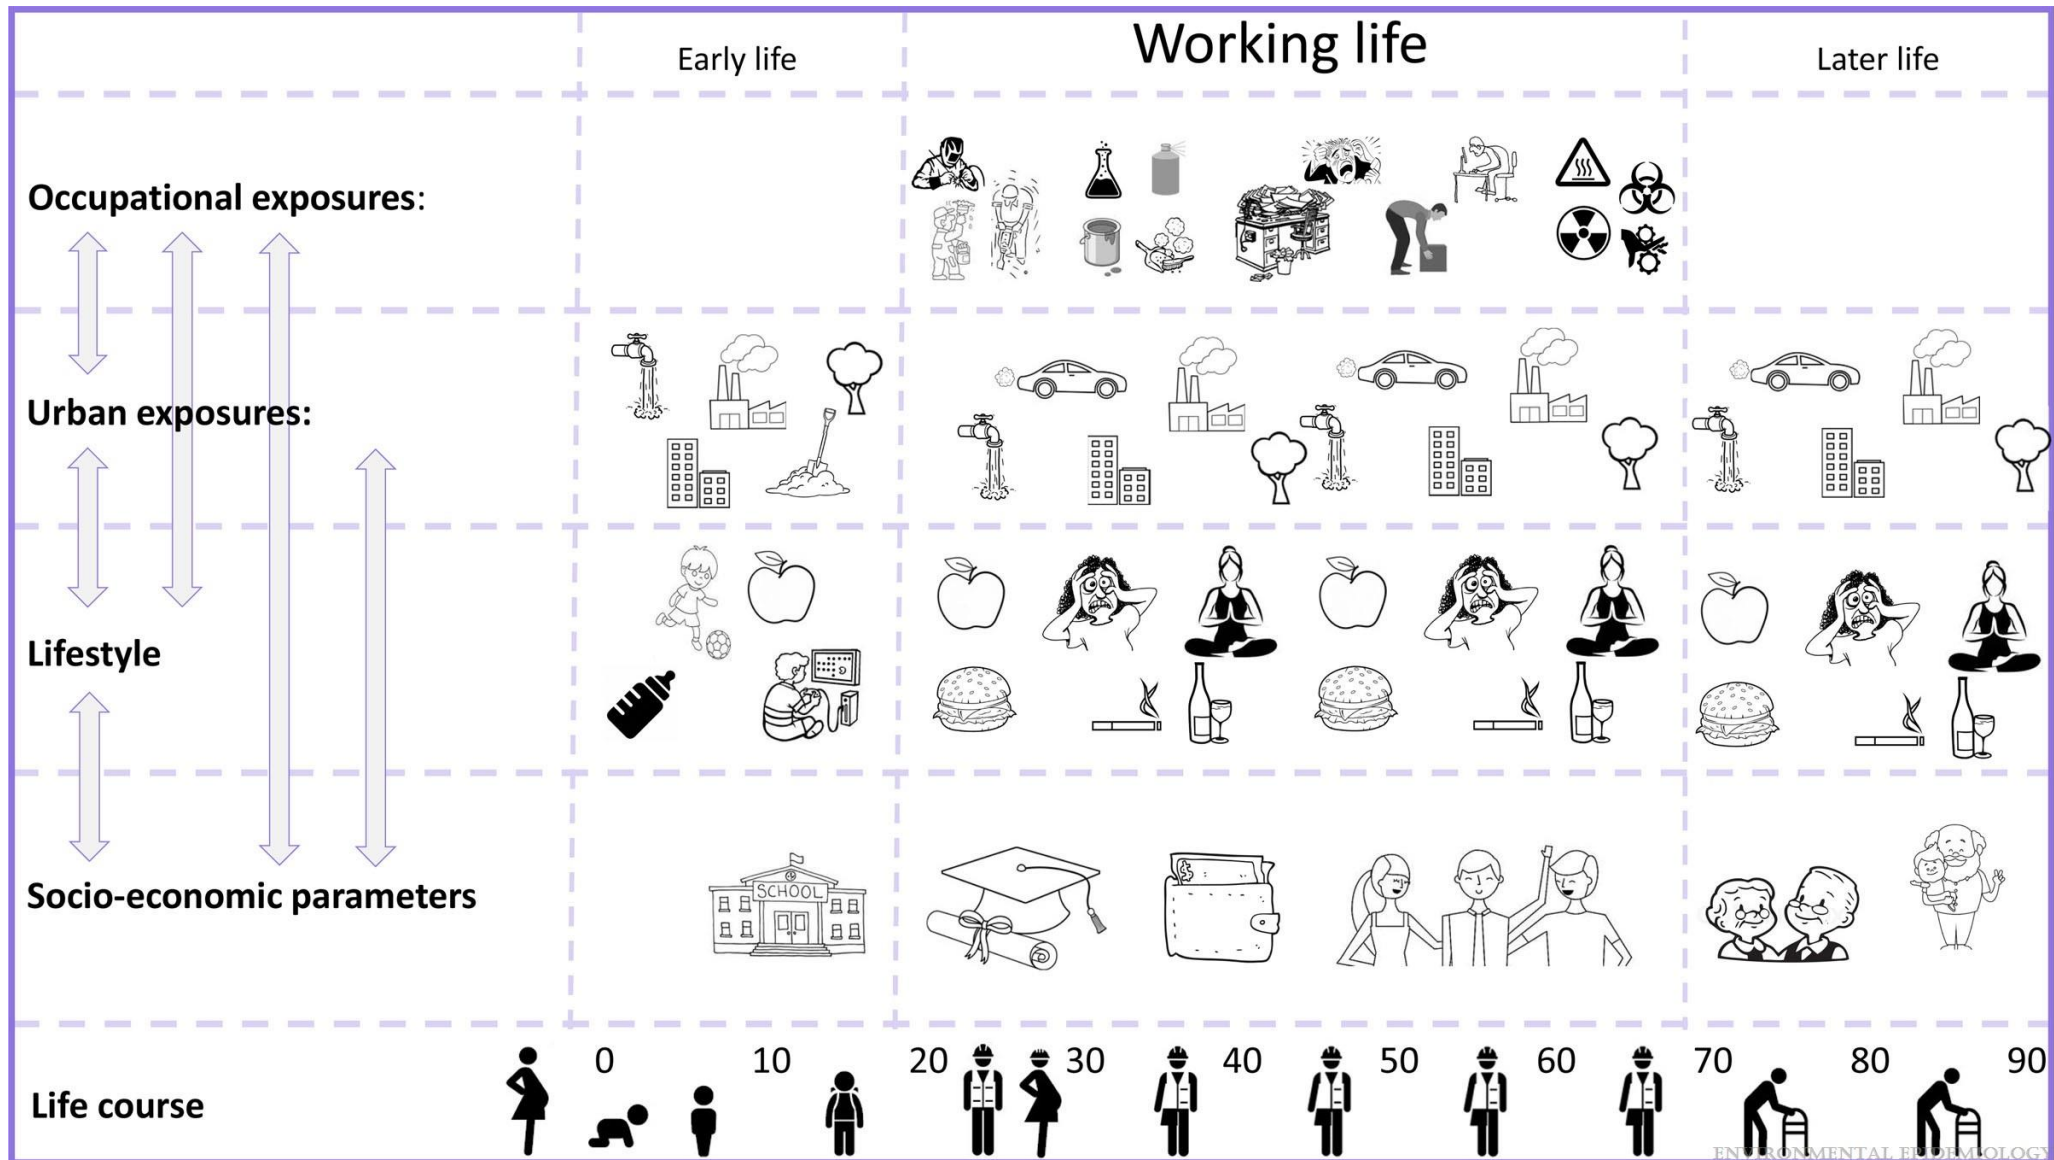 Early life
Working life
Later life
Occupational exposures:
Urban exposures:
Lifestyle
SCHOOL
Socio-economic parameters
0 10 20 30 40 50 60 70 80 90
Life course
ENVIRONMENTAL EPIDEMIOLOGY